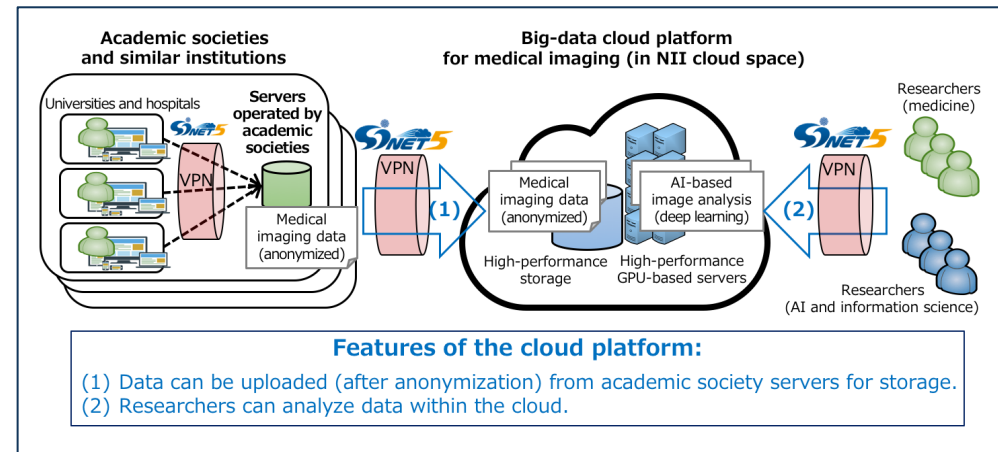 Academic societies
and similar institutions
Universities and hospitals
SINET5
VPN
Servers
operated by
academic
societies
Medical
imaging data
(anonymized)
SINET5
VPN
(1)
Big-data cloud platform
for medical imaging (in NII cloud space)
Medical
imaging data
(anonymized)
High-performance
storage
AI-based
image analysis
(deep learning)
High-performance
GPU-based servers
SINET5
VPN
(2)
Researchers
(medicine)
Researchers
(AI and information science)
Features of the cloud platform:
(1) Data can be uploaded (after anonymization) from academic society servers for storage.
(2) Researchers can analyze data within the cloud.